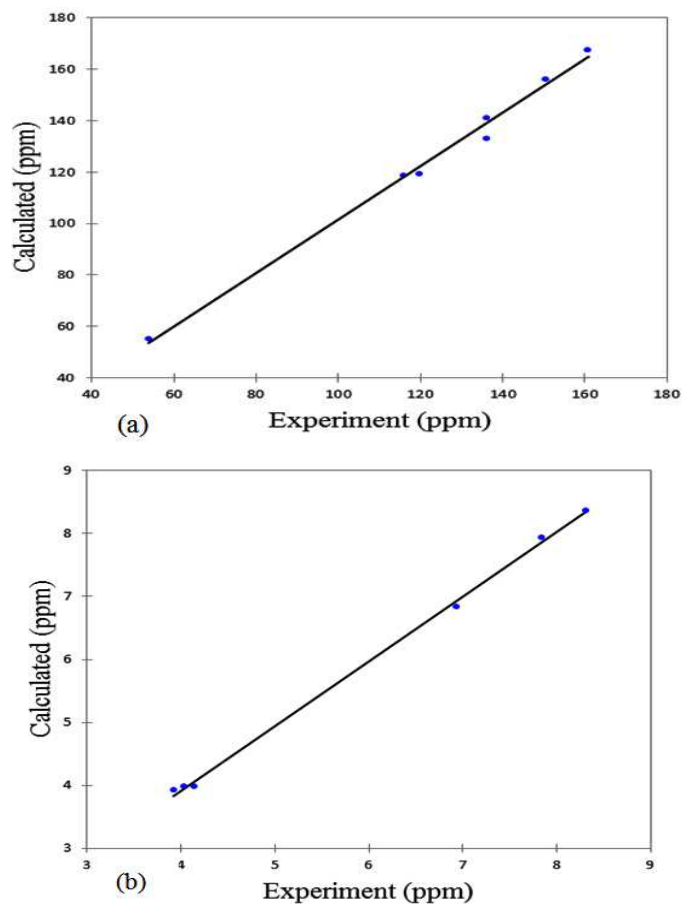 180
160
140
120
100
80
60
40
Calculated (ppm)
40 60 80 100 120 140 160 180
Experiment (ppm)
(a)
9
8
7
6
5
4
3
Calculated (ppm)
3 4 5 6 7 8 9
Experiment (ppm)
(b)